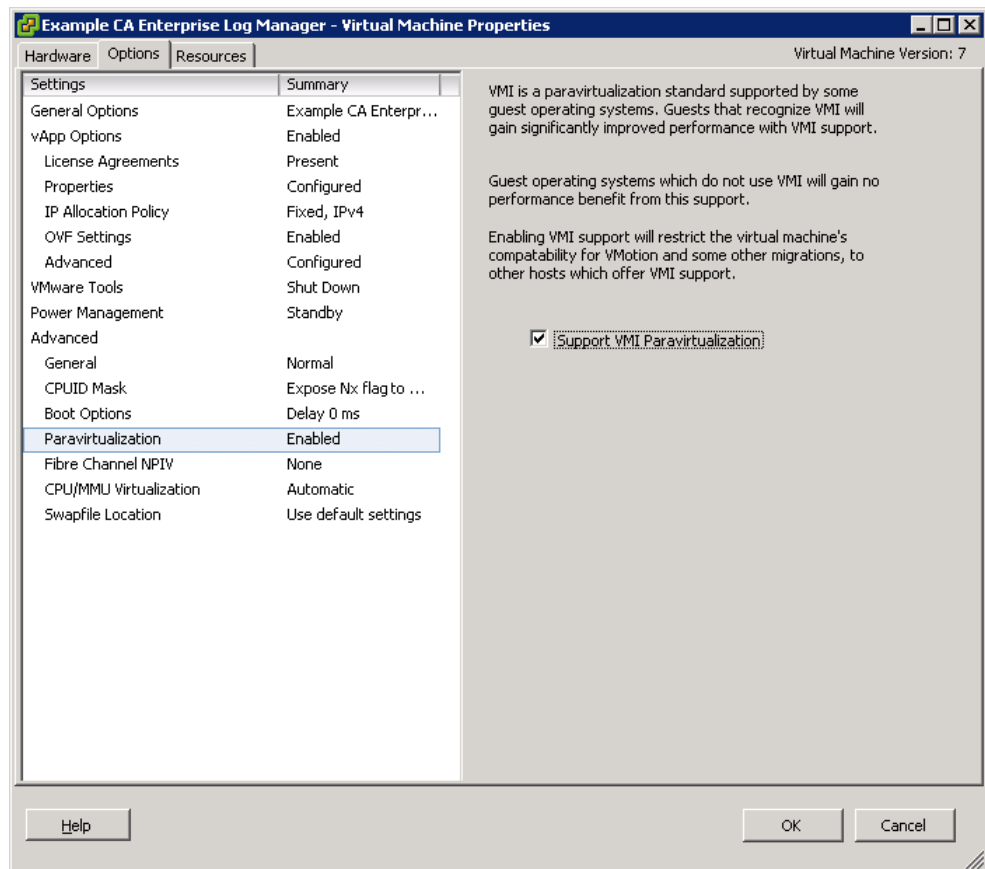 Example CA Enterprise Log Manager - Virtual Machine Properties
Hardware Options Resources Virtual Machine Version: 7
Settings Summary
General Options Example CA Enterpr...
vApp Options Enabled
License Agreements Present
Properties Configured
IP Allocation Policy Fixed, IPv4
OVF Settings Enabled
Advanced Configured
VMware Tools Shut Down
Power Management Standby
Advanced
General Normal
CPUID Mask Expose Nx flag to ...
Boot Options Delay 0 ms
Paravirtualization Enabled
Fibre Channel NPIV None
CPU/MMU Virtualization Automatic
Swapfile Location Use default settings
VMI is a paravirtualization standard supported by some
guest operating systems. Guests that recognize VMI will
gain significantly improved performance with VMI support.
Guest operating systems which do not use VMI will gain no
performance benefit from this support.
Enabling VMI support will restrict the virtual machine's
compatability for VMotion and some other migrations, to
other hosts which offer VMI support.
Support VMI Paravirtualization
Help OK Cancel